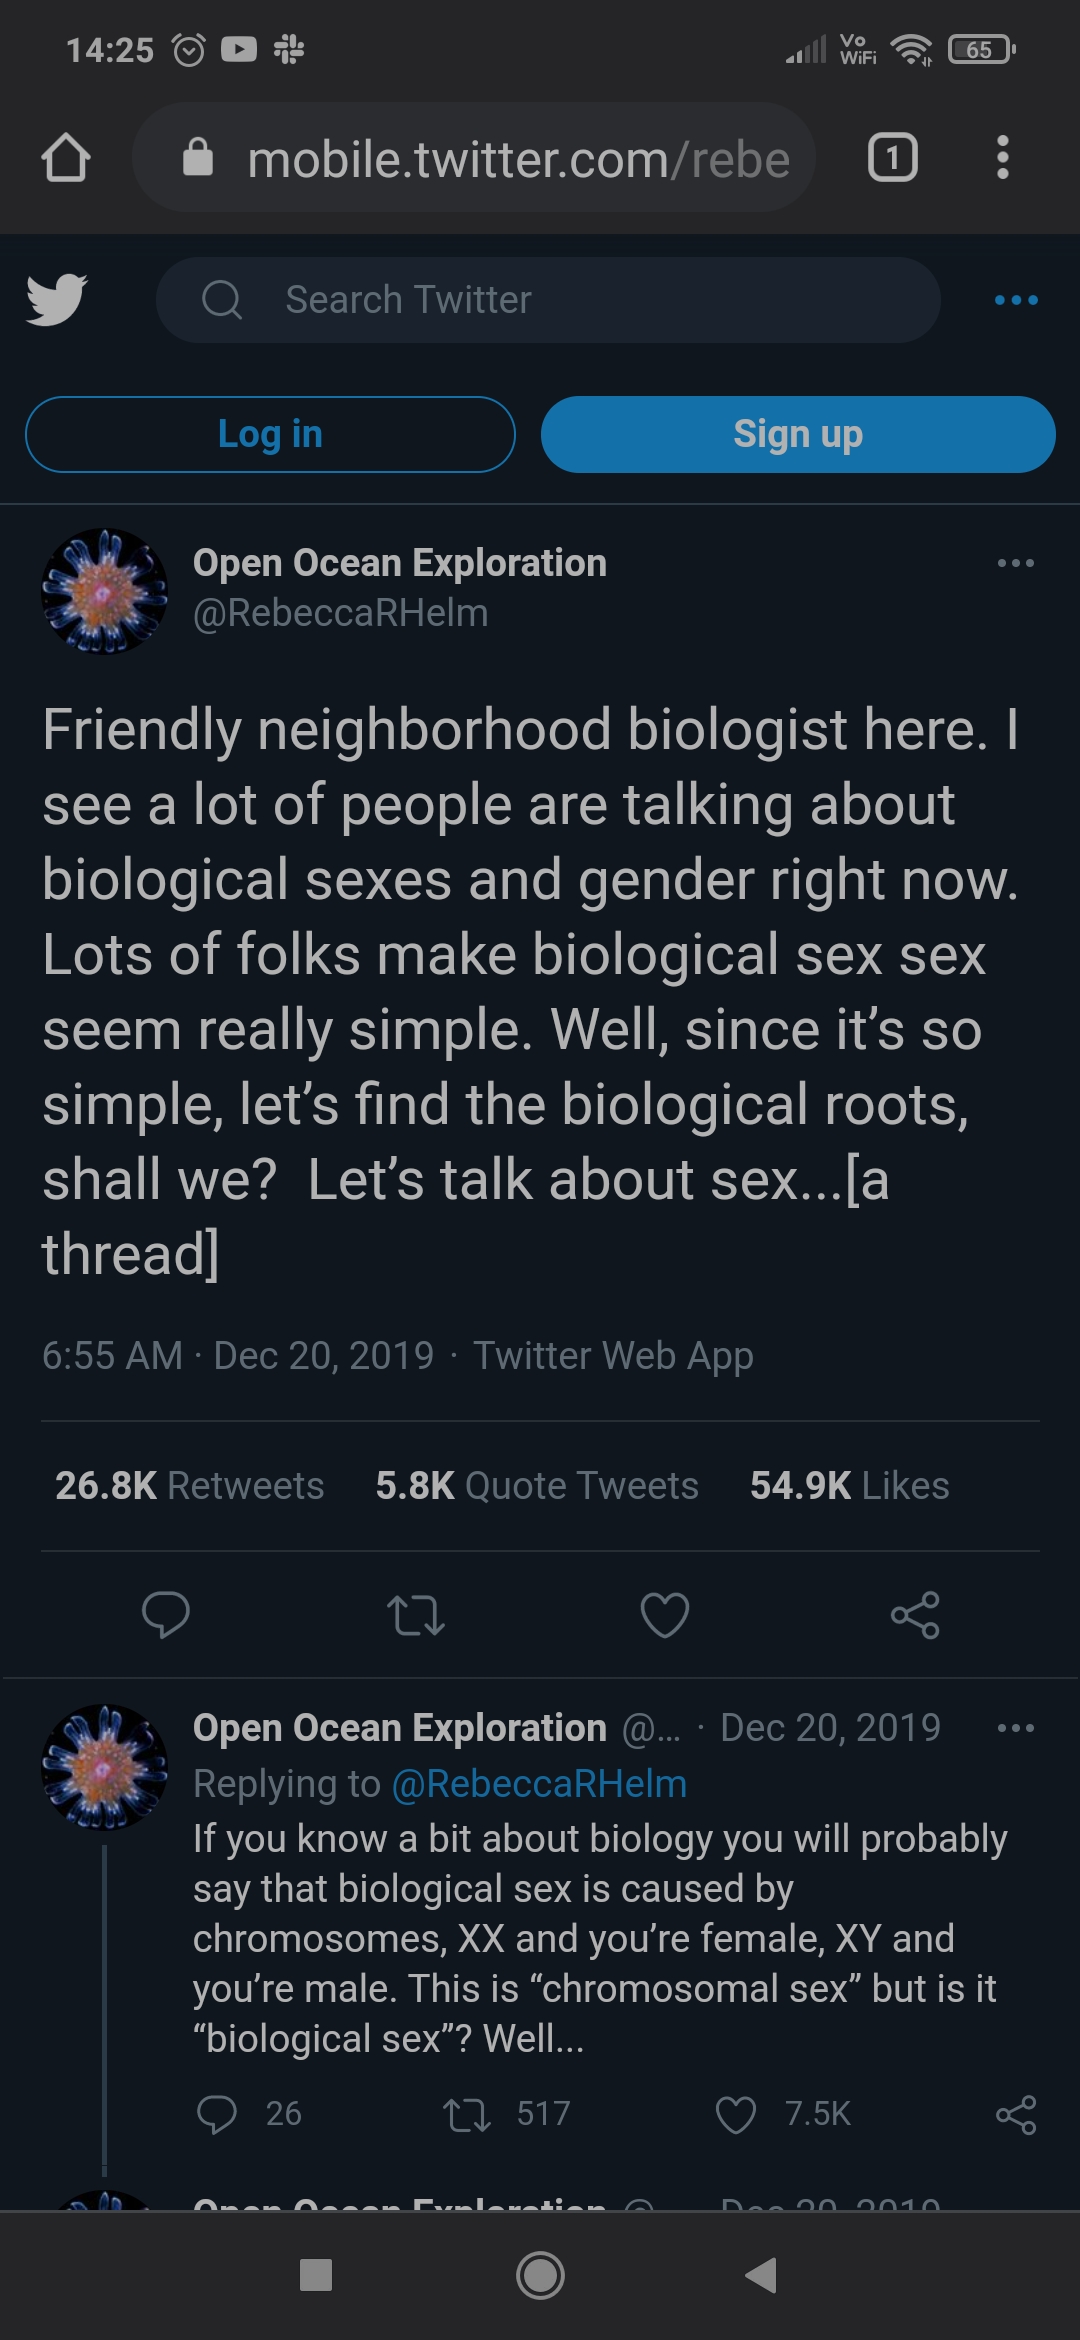 14:25
Vo
WiFi
65
mobile.twitter.com/rebe
1
Search Twitter
Log in
Sign up
Open Ocean Exploration
@RebeccaRHelm
Friendly neighborhood biologist here. I
see a lot of people are talking about
biological sexes and gender right now.
Lots of folks make biological sex sex
seem really simple. Well, since it’s so
simple, let’s find the biological roots,
shall we?  Let’s talk about sex...[a
thread]
6:55 AM · Dec 20, 2019 · Twitter Web App
26.8K Retweets 5.8K Quote Tweets 54.9K Likes
Open Ocean Exploration @... · Dec 20, 2019
Replying to @RebeccaRHelm
If you know a bit about biology you will probably
say that biological sex is caused by
chromosomes, XX and you’re female, XY and
you’re male. This is “chromosomal sex” but is it
“biological sex”? Well...
26 517 7.5K
Open Ocean Exploration @ Dec 20, 2019